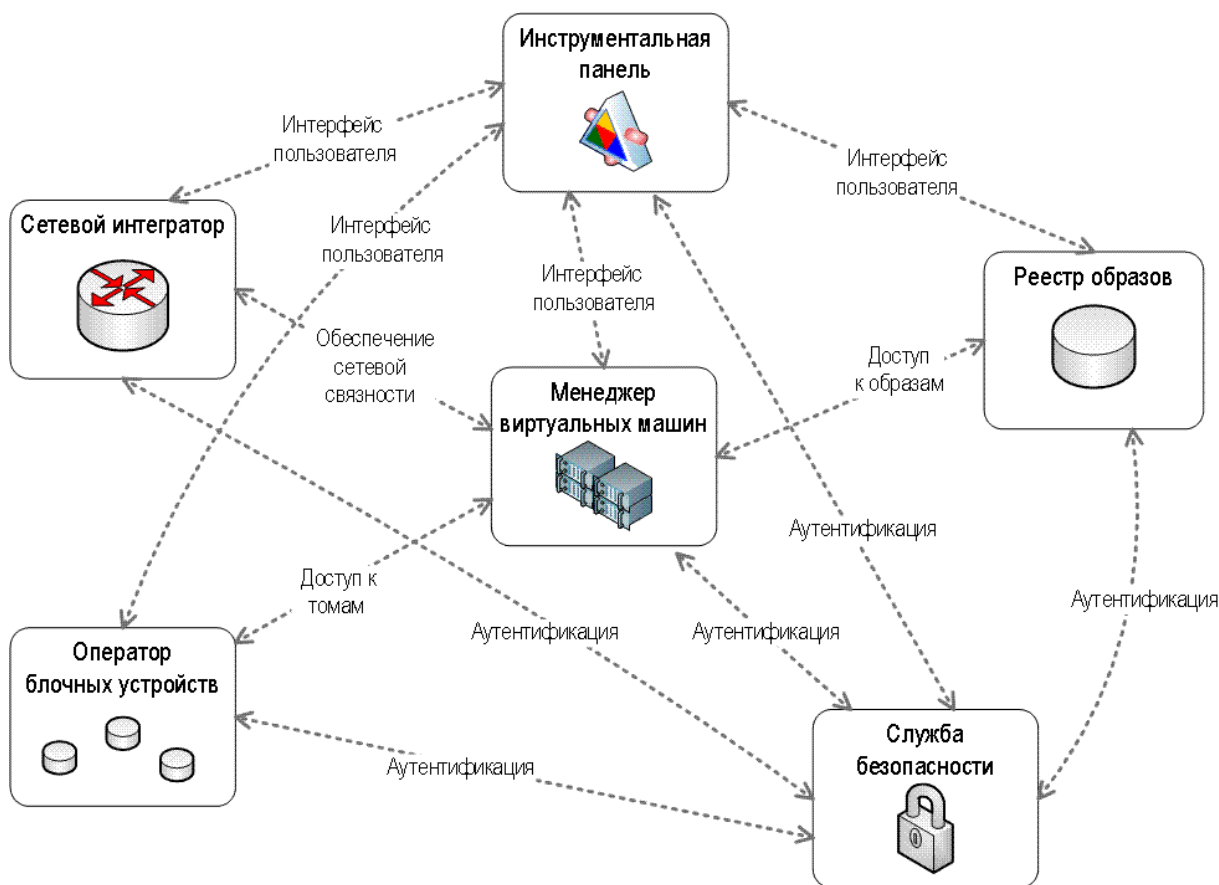 Инструментальная
панель
Интерфейс
пользователя
Интерфейс
пользователя
Сетевой интегратор
Интерфейс
пользователя
Интерфейс
пользователя
Реестр образов
Обеспечение
сетевой
связности
Доступ
к образам
Менеджер
виртуальных машин
Аутентификация
Доступ к
томам
Аутентификация
Аутентификация
Аутентификация
Оператор
блочных устройств
Служба
безопасности
Аутентификация